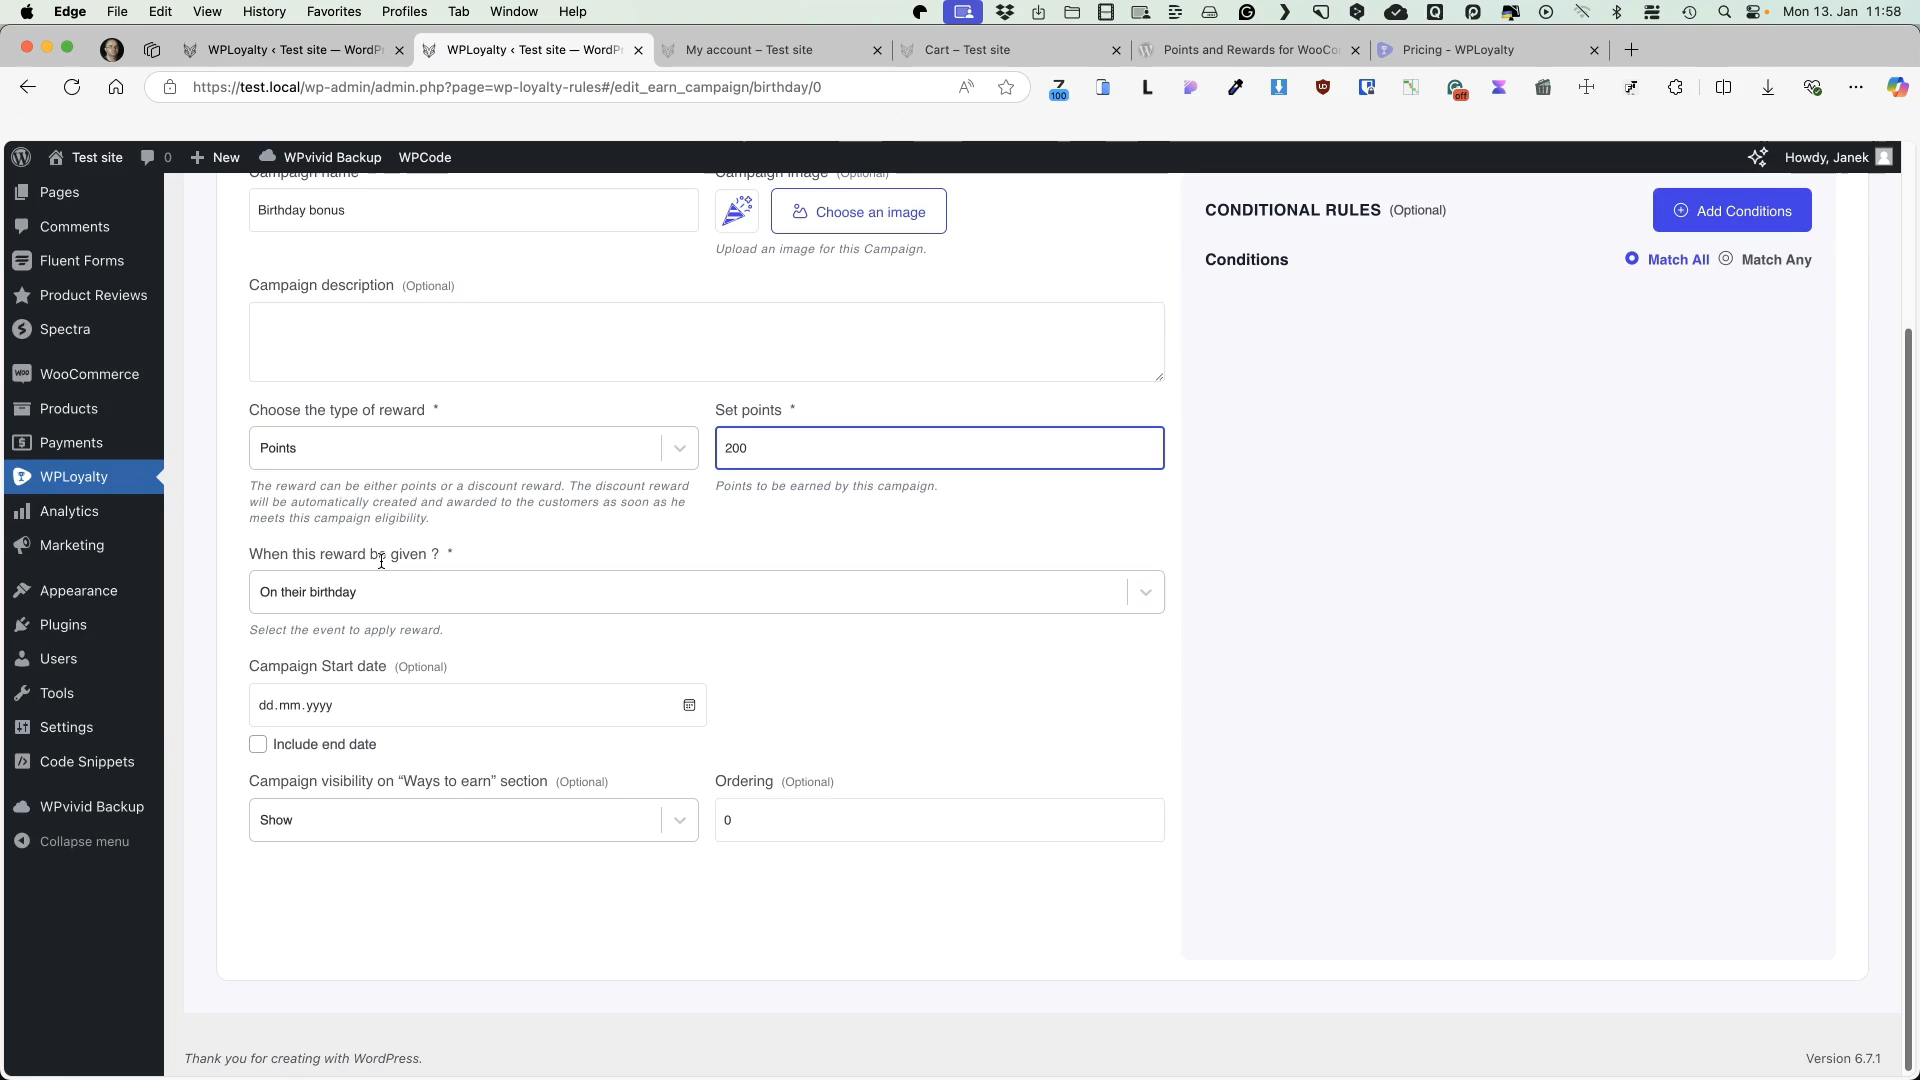 Edge File Edit View History Favorites Profiles Tab Window Help
Mon 13. Jan 11:58
WPLoyalty ‹ Test site — WordPr
WPLoyalty ‹ Test site — WordPr
My account – Test site
Cart – Test site
Points and Rewards for WooCo
Pricing - WPLoyalty
https://test.local/wp-admin/admin.php?page=wp-loyalty-rules#/edit_earn_campaign/birthday/0
100
off
Test site 0 New WPvivid Backup WPCode
Howdy, Janek
Pages
Comments
Fluent Forms
Product Reviews
Spectra
WooCommerce
Products
Payments
WPLoyalty
Analytics
Marketing
Appearance
Plugins
Users
Tools
Settings
Code Snippets
WPvivid Backup
Collapse menu
Campaign name *
Birthday bonus
Campaign image (Optional)
Choose an image
Upload an image for this Campaign.
Campaign description (Optional)
Choose the type of reward *
Points
The reward can be either points or a discount reward. The discount reward
will be automatically created and awarded to the customers as soon as he
meets this campaign eligibility.
Set points *
200
Points to be earned by this campaign.
When this reward be given ? *
On their birthday
Select the event to apply reward.
Campaign Start date (Optional)
dd.mm.yyyy
Include end date
Campaign visibility on “Ways to earn” section (Optional)
Show
Ordering (Optional)
0
CONDITIONAL RULES (Optional)
Add Conditions
Conditions
Match All Match Any
Thank you for creating with WordPress.
Version 6.7.1